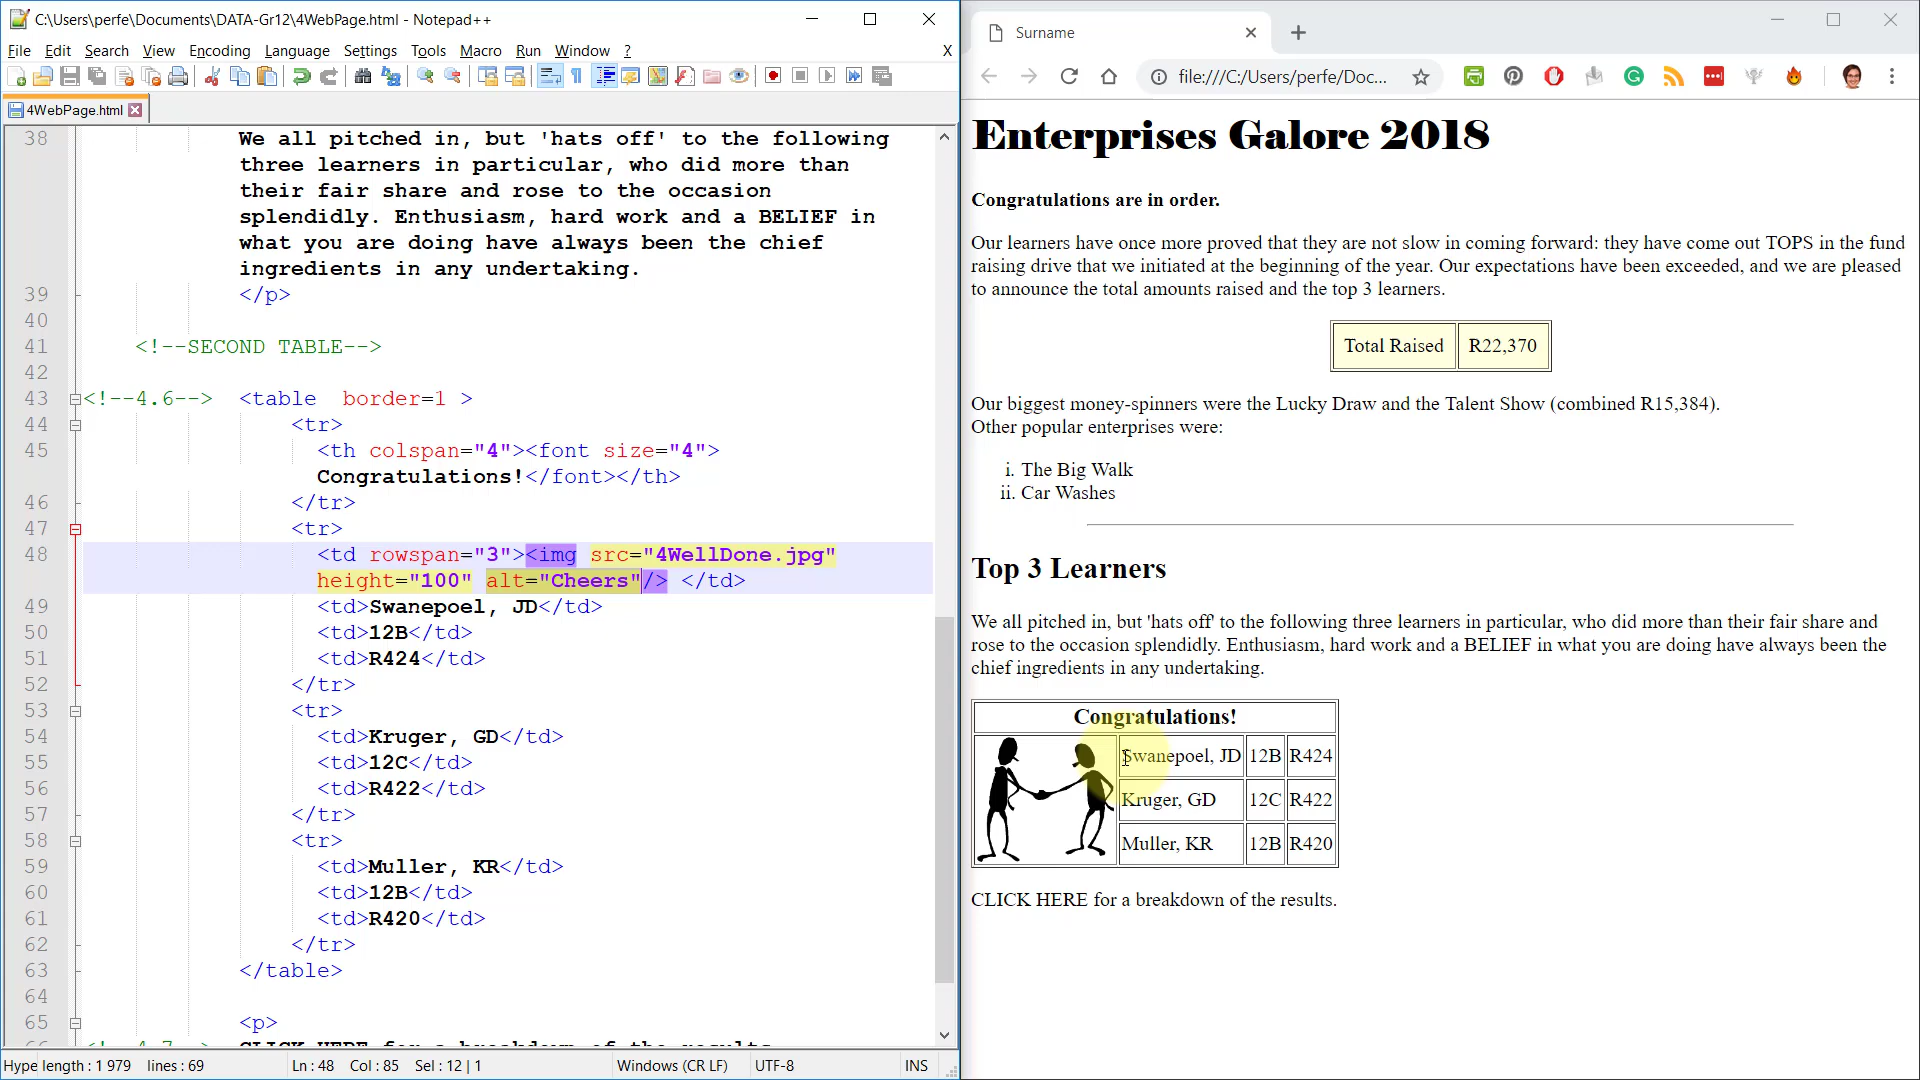 C:\Users\perfe\Documents\DATA-Gr12\4WebPage.html - Notepad++
File Edit Search View Encoding Language Settings Tools Macro Run Window ? X
4WebPage.html
38 We all pitched in, but 'hats off' to the following
three learners in particular, who did more than
their fair share and rose to the occasion
splendidly. Enthusiasm, hard work and a BELIEF in
what you are doing have always been the chief
ingredients in any undertaking.
39 </p>
40
41 <!--SECOND TABLE-->
42
43 <!--4.6--> <table border=1 >
44 <tr>
45 <th colspan="4"><font size="4">
Congratulations!</font></th>
46 </tr>
47 <tr>
48 <td rowspan="3"><img src="4WellDone.jpg"
height="100" alt="Cheers"/> </td>
49 <td>Swanepoel, JD</td>
50 <td>12B</td>
51 <td>R424</td>
52 </tr>
53 <tr>
54 <td>Kruger, GD</td>
55 <td>12C</td>
56 <td>R422</td>
57 </tr>
58 <tr>
59 <td>Muller, KR</td>
60 <td>12B</td>
61 <td>R420</td>
62 </tr>
63 </table>
64
65 <p>
Hype length : 1 979 lines : 69 Ln : 48 Col : 85 Sel : 12 | 1 Windows (CR LF) UTF-8 INS
Surname
file:///C:/Users/perfe/Doc...
Enterprises Galore 2018
Congratulations are in order.
Our learners have once more proved that they are not slow in coming forward: they have come out TOPS in the fund
raising drive that we initiated at the beginning of the year. Our expectations have been exceeded, and we are pleased
to announce the total amounts raised and the top 3 learners.
Total Raised R22,370
Our biggest money-spinners were the Lucky Draw and the Talent Show (combined R15,384).
Other popular enterprises were:
i. The Big Walk
ii. Car Washes
Top 3 Learners
We all pitched in, but 'hats off' to the following three learners in particular, who did more than their fair share and
rose to the occasion splendidly. Enthusiasm, hard work and a BELIEF in what you are doing have always been the
chief ingredients in any undertaking.
Congratulations!
Swanepoel, JD 12B R424
Kruger, GD 12C R422
Muller, KR 12B R420
CLICK HERE for a breakdown of the results.